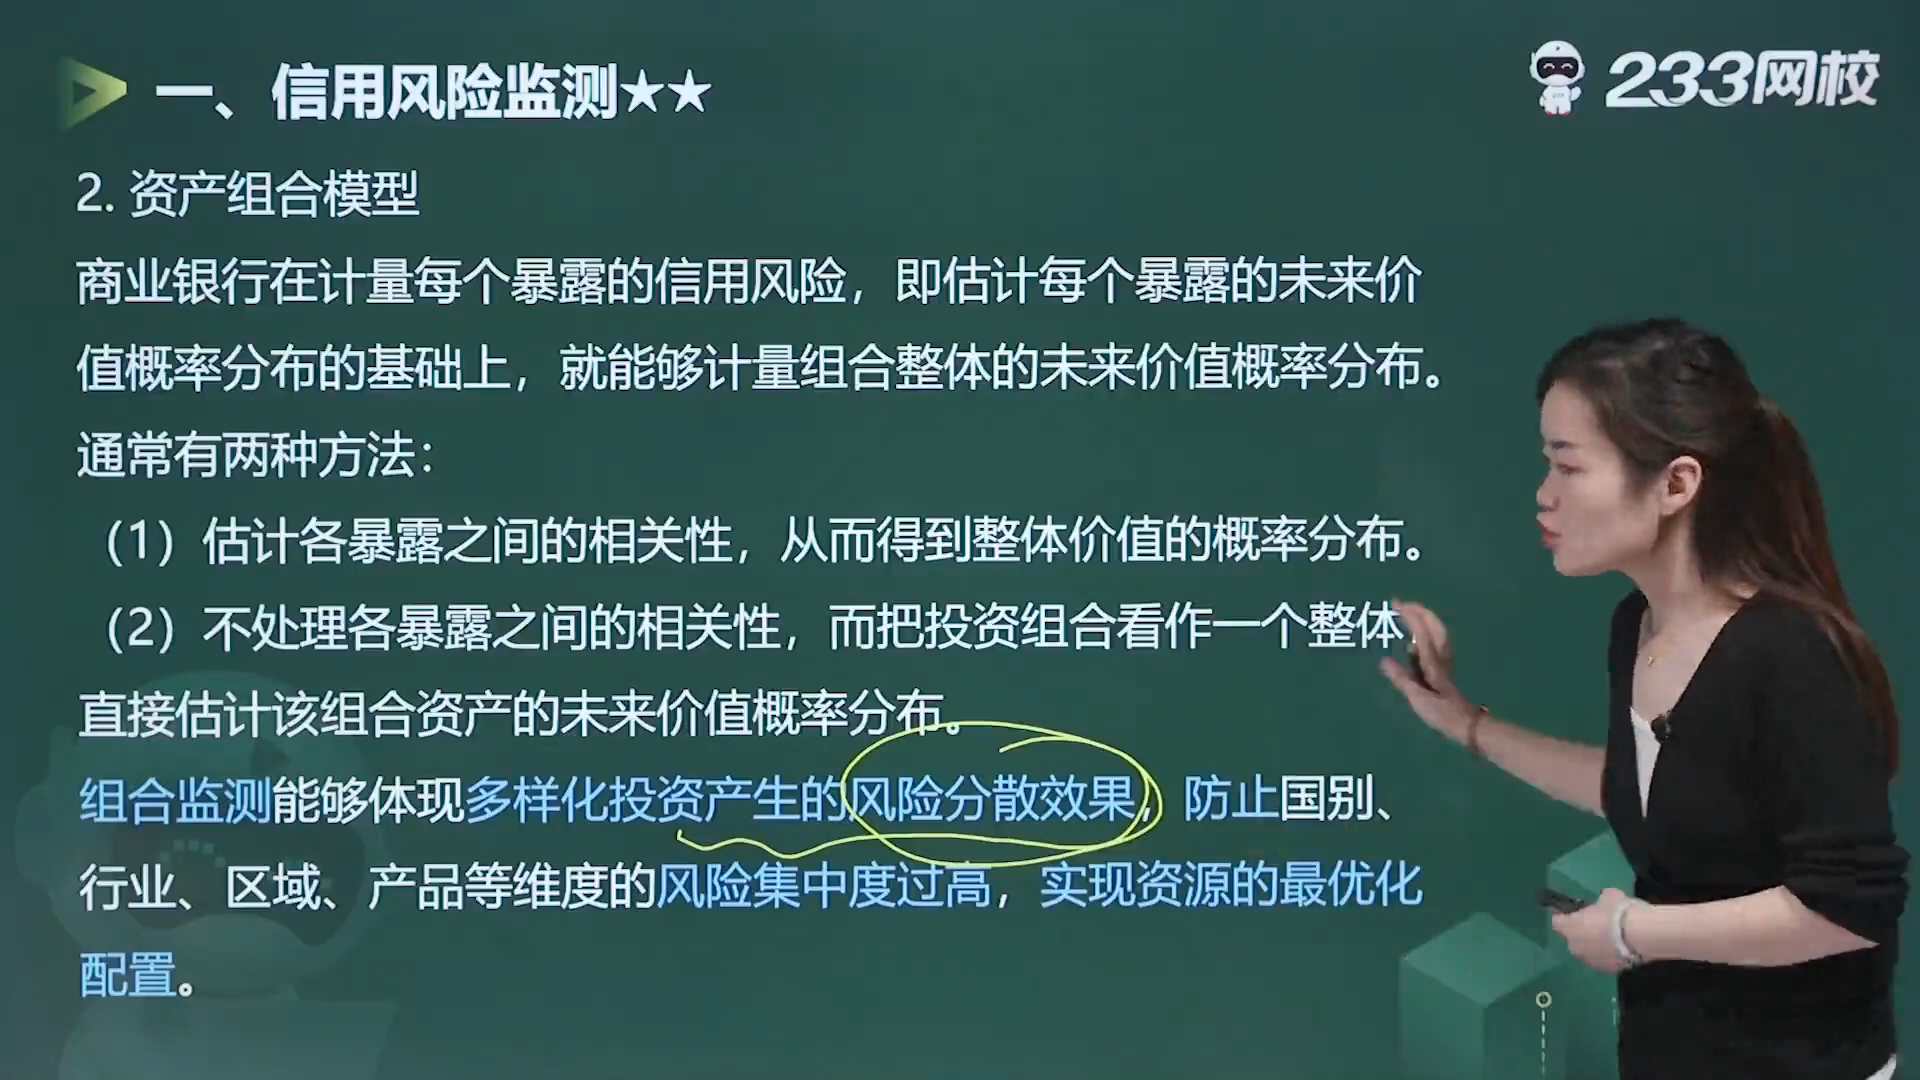 一、信用风险监测★★
233网校
2. 资产组合模型
商业银行在计量每个暴露的信用风险，即估计每个暴露的未来价
值概率分布的基础上，就能够计量组合整体的未来价值概率分布。
通常有两种方法：
（1）估计各暴露之间的相关性，从而得到整体价值的概率分布。
（2）不处理各暴露之间的相关性，而把投资组合看作一个整体，
直接估计该组合资产的未来价值概率分布。
组合监测能够体现多样化投资产生的风险分散效果，防止国别、
行业、区域、产品等维度的风险集中度过高，实现资源的最优化
配置。